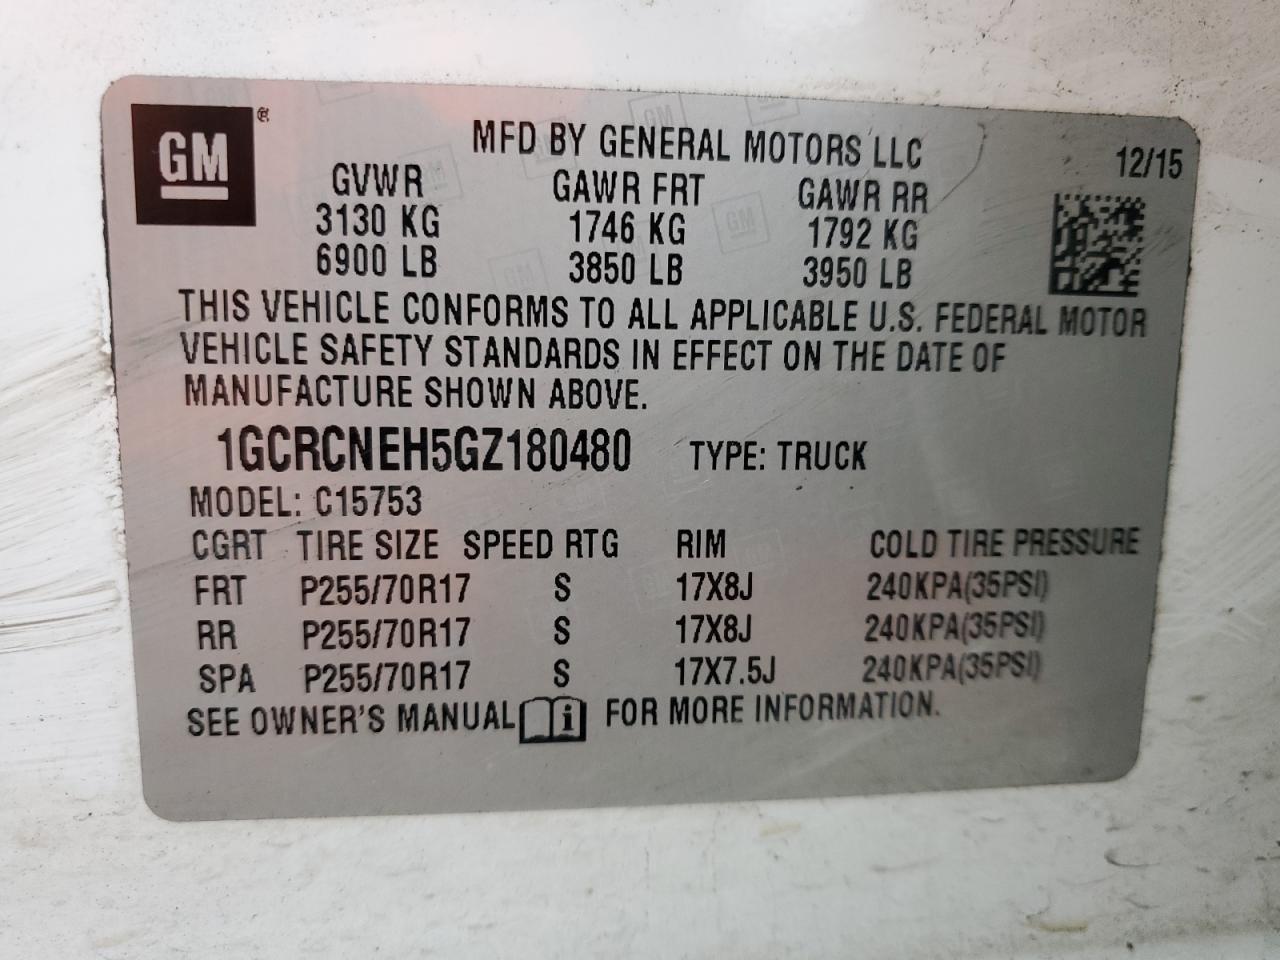 GM®
MFD BY GENERAL MOTORS LLC
12/15
GVWR GAWR FRT GAWR RR
3130 KG 1746 KG 1792 KG
6900 LB 3850 LB 3950 LB
THIS VEHICLE CONFORMS TO ALL APPLICABLE U.S. FEDERAL MOTOR
VEHICLE SAFETY STANDARDS IN EFFECT ON THE DATE OF
MANUFACTURE SHOWN ABOVE.
1GCRCNEH5GZ180480 TYPE: TRUCK
MODEL: C15753
CGRT TIRE SIZE SPEED RTG RIM COLD TIRE PRESSURE
FRT P255/70R17 S 17X8J 240KPA(35PSI)
RR P255/70R17 S 17X8J 240KPA(35PSI)
SPA P255/70R17 S 17X7.5J 240KPA(35PSI)
SEE OWNER'S MANUAL i FOR MORE INFORMATION.